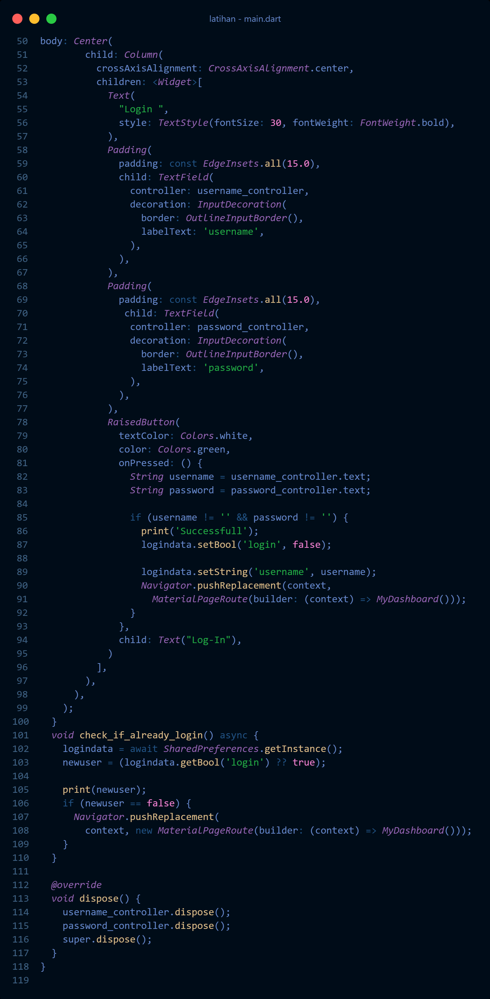 latihan - main.dart
50 body: Center(
51         child: Column(
52           crossAxisAlignment: CrossAxisAlignment.center,
53           children: <Widget>[
54             Text(
55               "Login ",
56               style: TextStyle(fontSize: 30, fontWeight: FontWeight.bold),
57             ),
58             Padding(
59               padding: const EdgeInsets.all(15.0),
60               child: TextField(
61                 controller: username_controller,
62                 decoration: InputDecoration(
63                   border: OutlineInputBorder(),
64                   labelText: 'username',
65                 ),
66               ),
67             ),
68             Padding(
69               padding: const EdgeInsets.all(15.0),
70                child: TextField(
71                 controller: password_controller,
72                 decoration: InputDecoration(
73                   border: OutlineInputBorder(),
74                   labelText: 'password',
75                 ),
76               ),
77             ),
78             RaisedButton(
79               textColor: Colors.white,
80               color: Colors.green,
81               onPressed: () {
82                 String username = username_controller.text;
83                 String password = password_controller.text;
84
85                 if (username != '' && password != '') {
86                   print('Successfull');
87                   logindata.setBool('login', false);
88
89                   logindata.setString('username', username);
90                   Navigator.pushReplacement(context,
91                     MaterialPageRoute(builder: (context) => MyDashboard()));
92                 }
93               },
94               child: Text("Log-In"),
95             )
96           ],
97         ),
98       ),
99     );
100   }
101   void check_if_already_login() async {
102     logindata = await SharedPreferences.getInstance();
103     newuser = (logindata.getBool('login') ?? true);
104
105     print(newuser);
106     if (newuser == false) {
107       Navigator.pushReplacement(
108         context, new MaterialPageRoute(builder: (context) => MyDashboard()));
109     }
110   }
111
112   @override
113   void dispose() {
114     username_controller.dispose();
115     password_controller.dispose();
116     super.dispose();
117   }
118 }
119